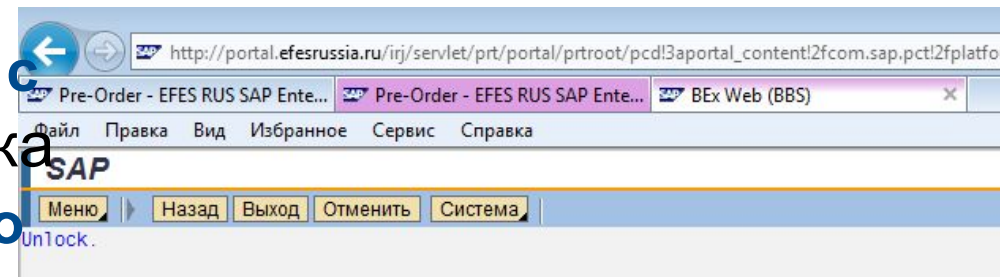 http://portal.efesrussia.ru/irj/servlet/prt/portal/prtroot/pcd!3aportal_content!2fcom.sap.pct!2fplatfo
с
Pre-Order - EFES RUS SAP Ente... Pre-Order - EFES RUS SAP Ente... BEx Web (BBS)
Файл Правка Вид Избранное Сервис Справка
ка
SAP
Меню Назад Выход Отменить Система
о
Unlock.